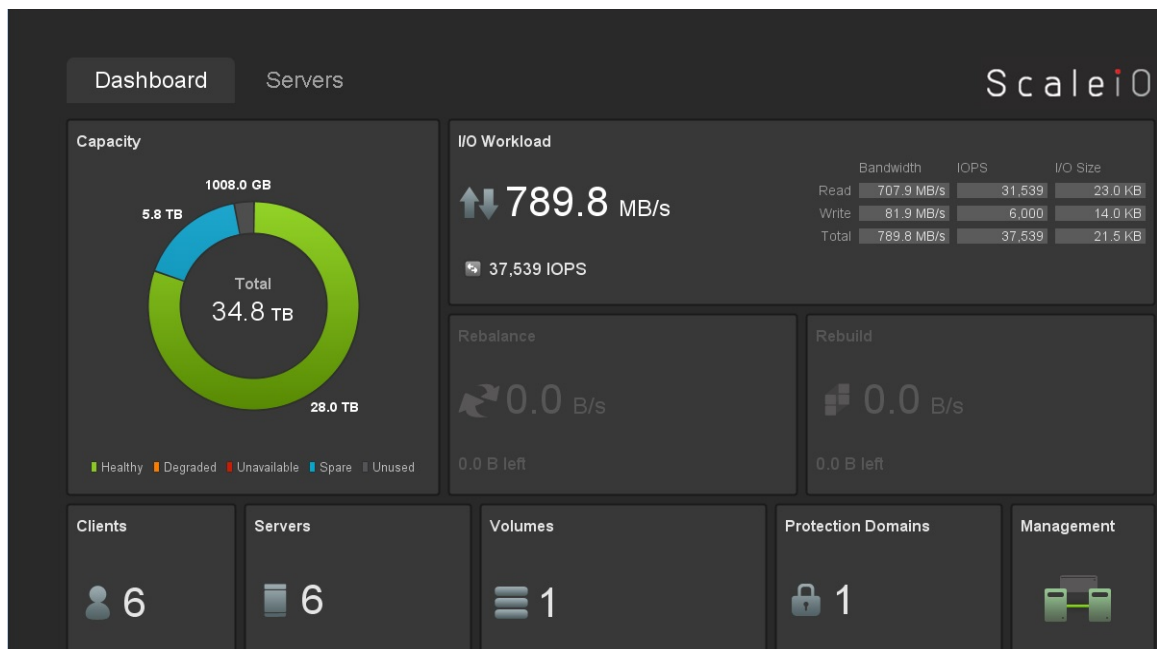 Dashboard Servers ScaleiO
Capacity
1008.0 GB
5.8 TB
Total
34.8 TB
28.0 TB
Healthy Degraded Unavailable Spare Unused
I/O Workload
789.8 MB/s
37,539 IOPS
Bandwidth IOPS I/O Size
Read 707.9 MB/s 31,539 23.0 KB
Write 81.9 MB/s 6,000 14.0 KB
Total 789.8 MB/s 37,539 21.5 KB
Rebalance
0.0 B/s
0.0 B left
Rebuild
0.0 B/s
0.0 B left
Clients
6
Servers
6
Volumes
1
Protection Domains
1
Management